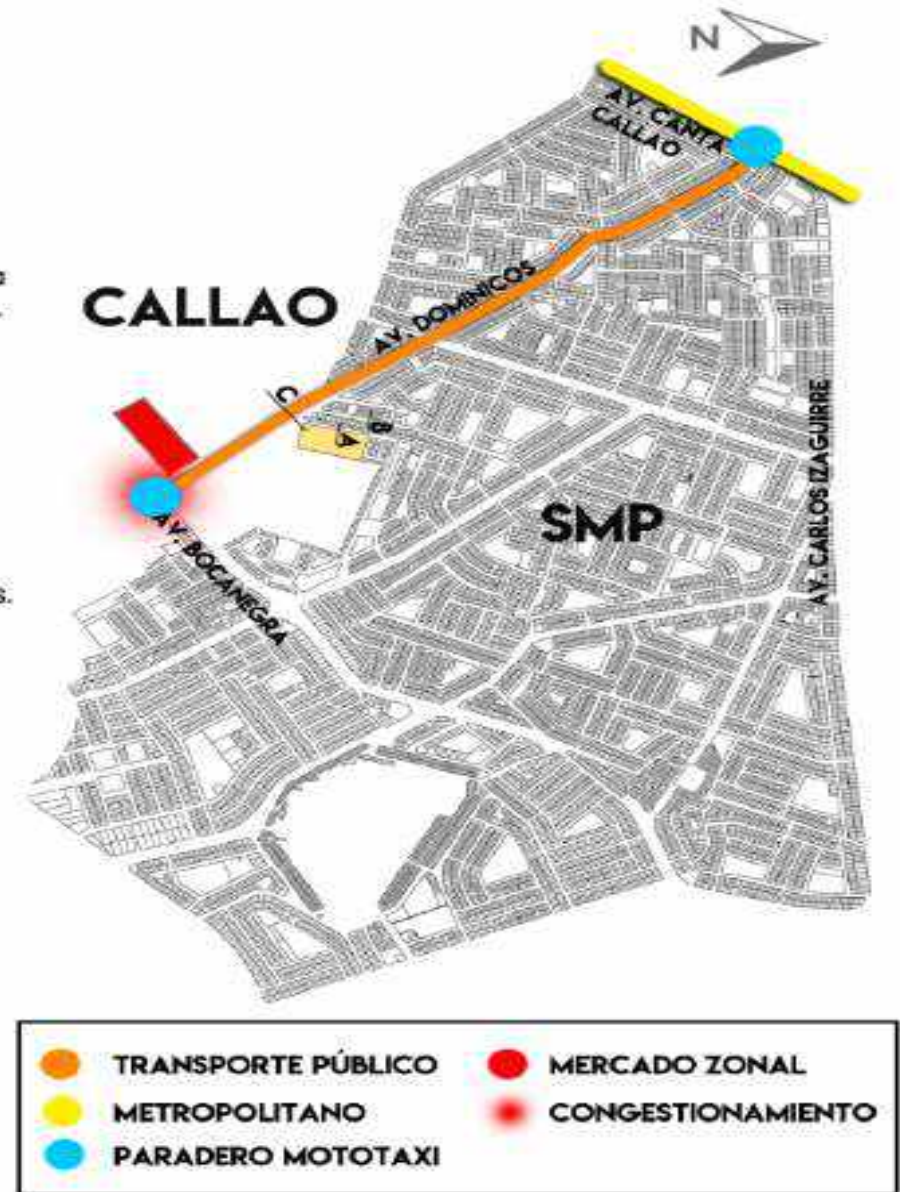 N
AV. CANTA
CALLAO
CALLAO
AV. DOMINICOS
C
A
B
AV. CARLOS IZAGUIRRE
SMP
AV. BOCANEGRA
s.
TRANSPORTE PÚBLICO
METROPOLITANO
PARADERO MOTOTAXI
MERCADO ZONAL
CONGESTIONAMIENTO